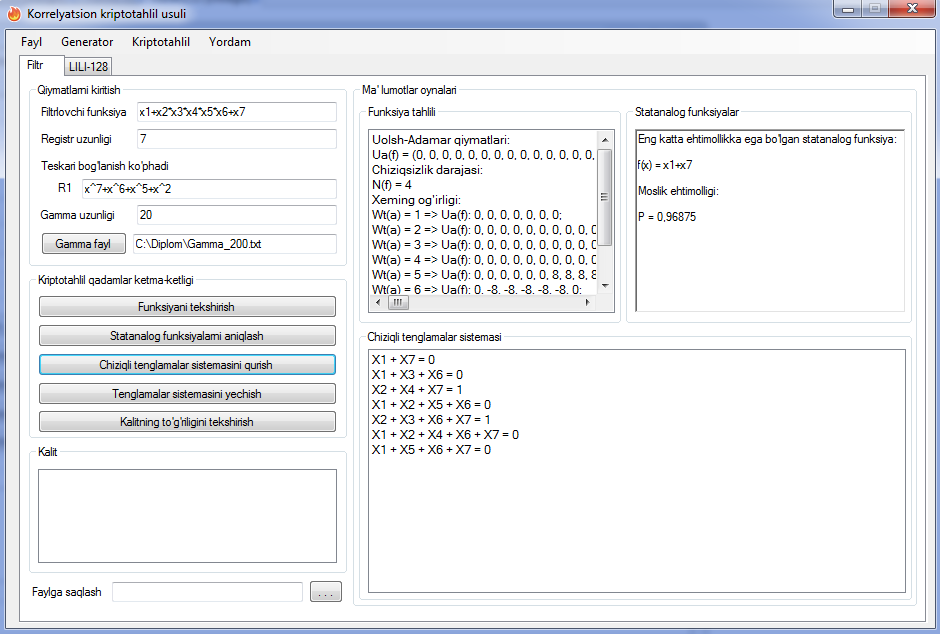 Korrelyatsion kriptotahlil usuli
Fayl Generator Kriptotahlil Yordam
Filtr LILI-128
Qiymatlarni kiritish
Filtrlovchi funksiya x1+x2*x3*x4*x5*x6+x7
Registr uzunligi 7
Teskari bog'lanish ko'phadi
R1 x^7+x^6+x^5+x^2
Gamma uzunligi 20
Gamma fayl C:\Diplom\Gamma_200.txt
Kriptotahlil qadamlar ketma-ketligi
Funksiyani tekshirish
Statanalog funksiyalarni aniqlash
Chiziqli tenglamalar sistemasini qurish
Tenglamalar sistemasini yechish
Kalitning to'g'riligini tekshirish
Kalit
Faylga saqlash ...
Ma'lumotlar oynalari
Funksiya tahlili
Uolsh-Adamar qiymatlari:
Ua(f) = (0, 0, 0, 0, 0, 0, 0, 0, 0, 0, 0, 0, 0, 0,
Chiziqsizlik darajasi:
N(f) = 4
Xeming og'irligi:
Wt(a) = 1 => Ua(f): 0, 0, 0, 0, 0, 0, 0;
Wt(a) = 2 => Ua(f): 0, 0, 0, 0, 0, 0, 0, 0, 0, 0
Wt(a) = 3 => Ua(f): 0, 0, 0, 0, 0, 0, 0, 0, 0, 0
Wt(a) = 4 => Ua(f): 0, 0, 0, 0, 0, 0, 0, 0, 0, 0
Wt(a) = 5 => Ua(f): 0, 0, 0, 0, 0, 0, 8, 8, 8, 8
Wt(a) = 6 => Ua(f): 0, -8, -8, -8, -8, -8, 0;
Statanalog funksiyalar
Eng katta ehtimollikka ega bo'lgan statanalog funksiya:
f(x) = x1+x7
Moslik ehtimolligi:
P = 0,96875
Chiziqli tenglamalar sistemasi
X1 + X7 = 0
X1 + X3 + X6 = 0
X2 + X4 + X7 = 1
X1 + X2 + X5 + X6 = 0
X2 + X3 + X6 + X7 = 1
X1 + X2 + X4 + X6 + X7 = 0
X1 + X5 + X6 + X7 = 0